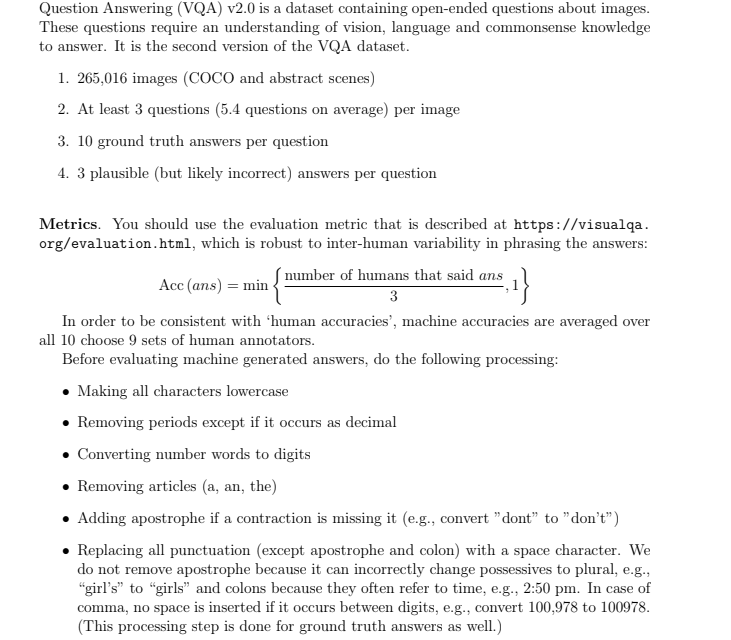 Question Answering (VQA) v2.0 is a dataset containing open-ended questions about images.
These questions require an understanding of vision, language and commonsense knowledge
to answer. It is the second version of the VQA dataset.
1. 265,016 images (COCO and abstract scenes)
2. At least 3 questions (5.4 questions on average) per image
3. 10 ground truth answers per question
4. 3 plausible (but likely incorrect) answers per question
Metrics. You should use the evaluation metric that is described at https://visualqa.
org/evaluation.html, which is robust to inter-human variability in phrasing the answers:
Acc (ans) = min { number of humans that said ans / 3 , 1 }
In order to be consistent with ‘human accuracies’, machine accuracies are averaged over
all 10 choose 9 sets of human annotators.
Before evaluating machine generated answers, do the following processing:
• Making all characters lowercase
• Removing periods except if it occurs as decimal
• Converting number words to digits
• Removing articles (a, an, the)
• Adding apostrophe if a contraction is missing it (e.g., convert ”dont” to ”don’t”)
• Replacing all punctuation (except apostrophe and colon) with a space character. We
do not remove apostrophe because it can incorrectly change possessives to plural, e.g.,
“girl’s” to “girls” and colons because they often refer to time, e.g., 2:50 pm. In case of
comma, no space is inserted if it occurs between digits, e.g., convert 100,978 to 100978.
(This processing step is done for ground truth answers as well.)